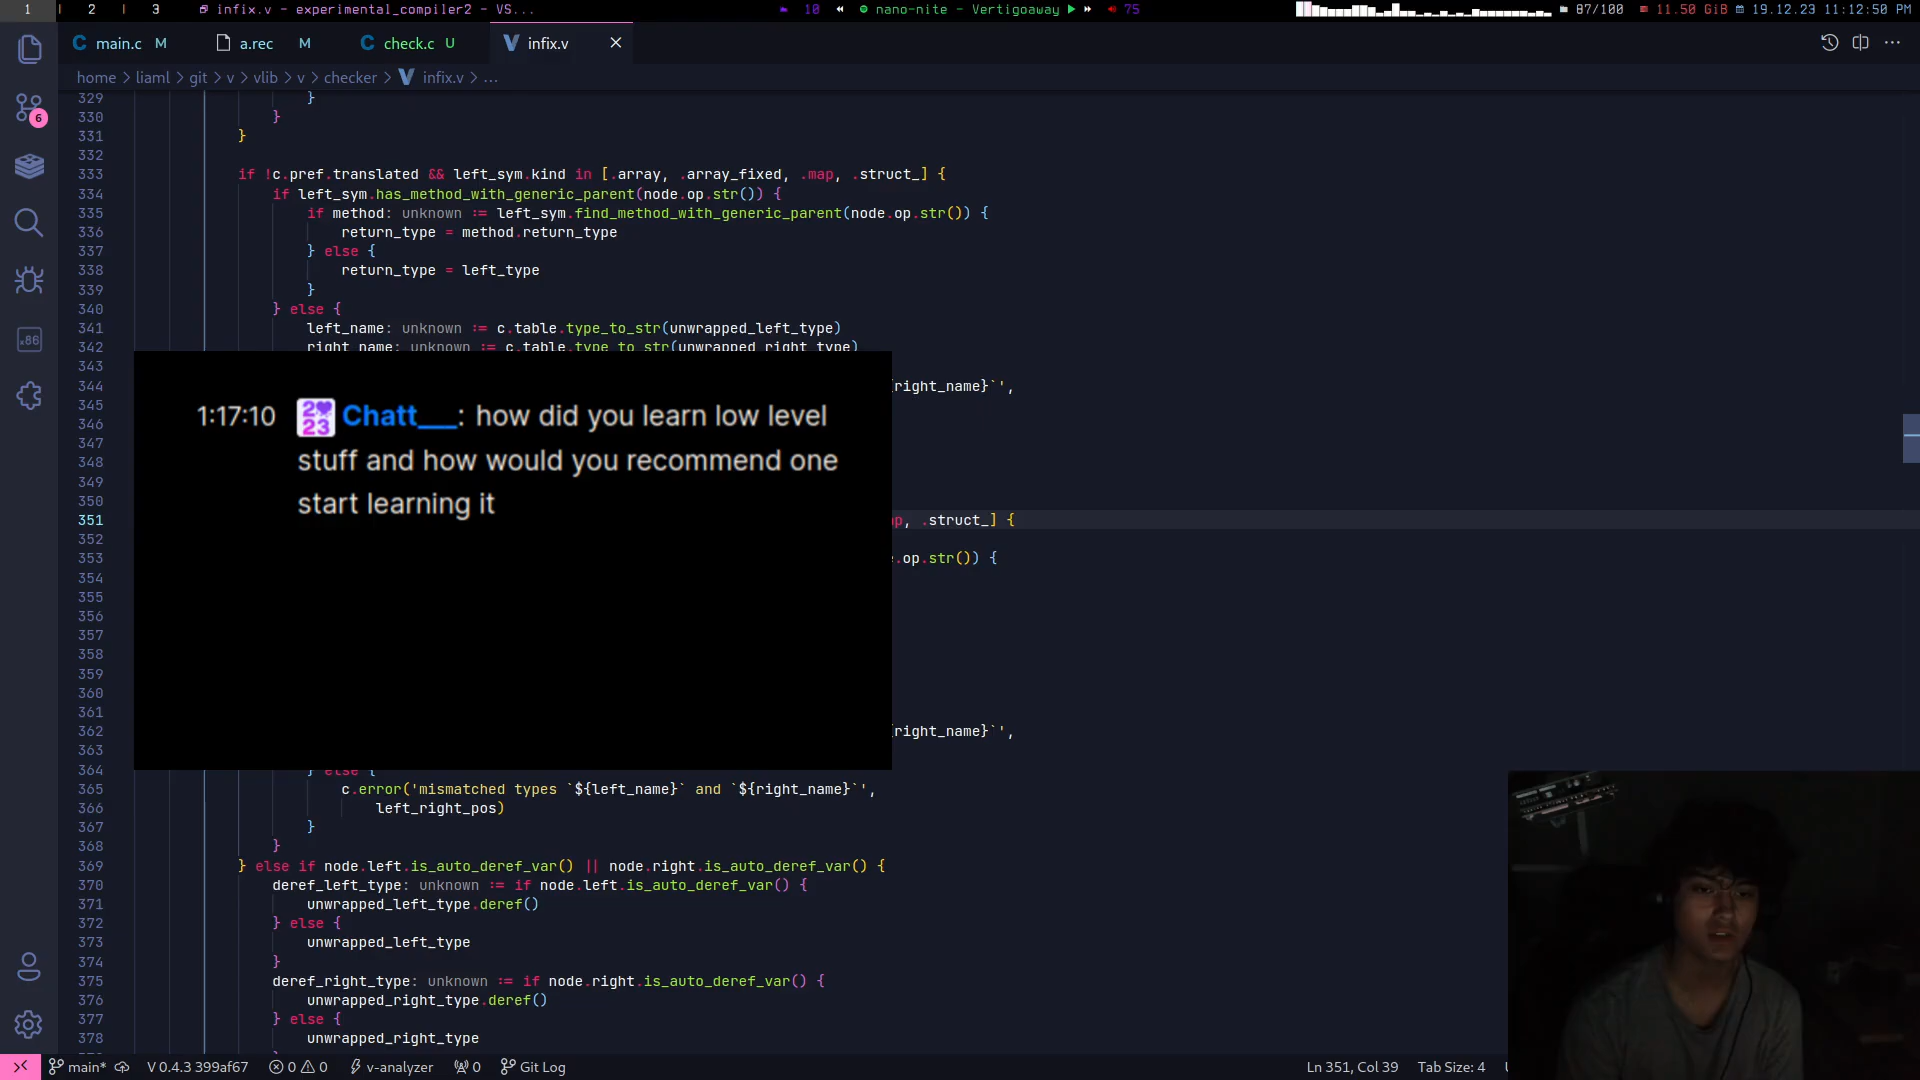 1 | 2 | 3 infix.v - experimental_compiler2 - VS... 10 nano-nite - Vertigoaway 75 87/100 11.50 GiB 19.12.23 11:12:50 PM
main.c M a.rec M check.c U infix.v
home > liaml > git > v > vlib > v > checker > infix.v > ...
329 }
330 }
331 }
332
333 if !c.pref.translated && left_sym.kind in [.array, .array_fixed, .map, .struct_] {
334 if left_sym.has_method_with_generic_parent(node.op.str()) {
335 if method: unknown := left_sym.find_method_with_generic_parent(node.op.str()) {
336 return_type = method.return_type
337 } else {
338 return_type = left_type
339 }
340 } else {
341 left_name: unknown := c.table.type_to_str(unwrapped_left_type)
342 right_name: unknown := c.table.type_to_str(unwrapped_right_type)
343
344 {right_name}`',
345
346
347
348
349
350
351 .struct_] {
352
353 .op.str()) {
354
355
356
357
358
359
360
361
362 {right_name}`',
363
364 } else {
365 c.error('mismatched types `${left_name}` and `${right_name}`',
366 left_right_pos)
367 }
368 }
369 } else if node.left.is_auto_deref_var() || node.right.is_auto_deref_var() {
370 deref_left_type: unknown := if node.left.is_auto_deref_var() {
371 unwrapped_left_type.deref()
372 } else {
373 unwrapped_left_type
374 }
375 deref_right_type: unknown := if node.right.is_auto_deref_var() {
376 unwrapped_right_type.deref()
377 } else {
378 unwrapped_right_type
1:17:10 2023 Chatt___: how did you learn low level
stuff and how would you recommend one
start learning it
6
x86
main* V 0.4.3 399af67 0 0 v-analyzer 0 Git Log Ln 351, Col 39 Tab Size: 4